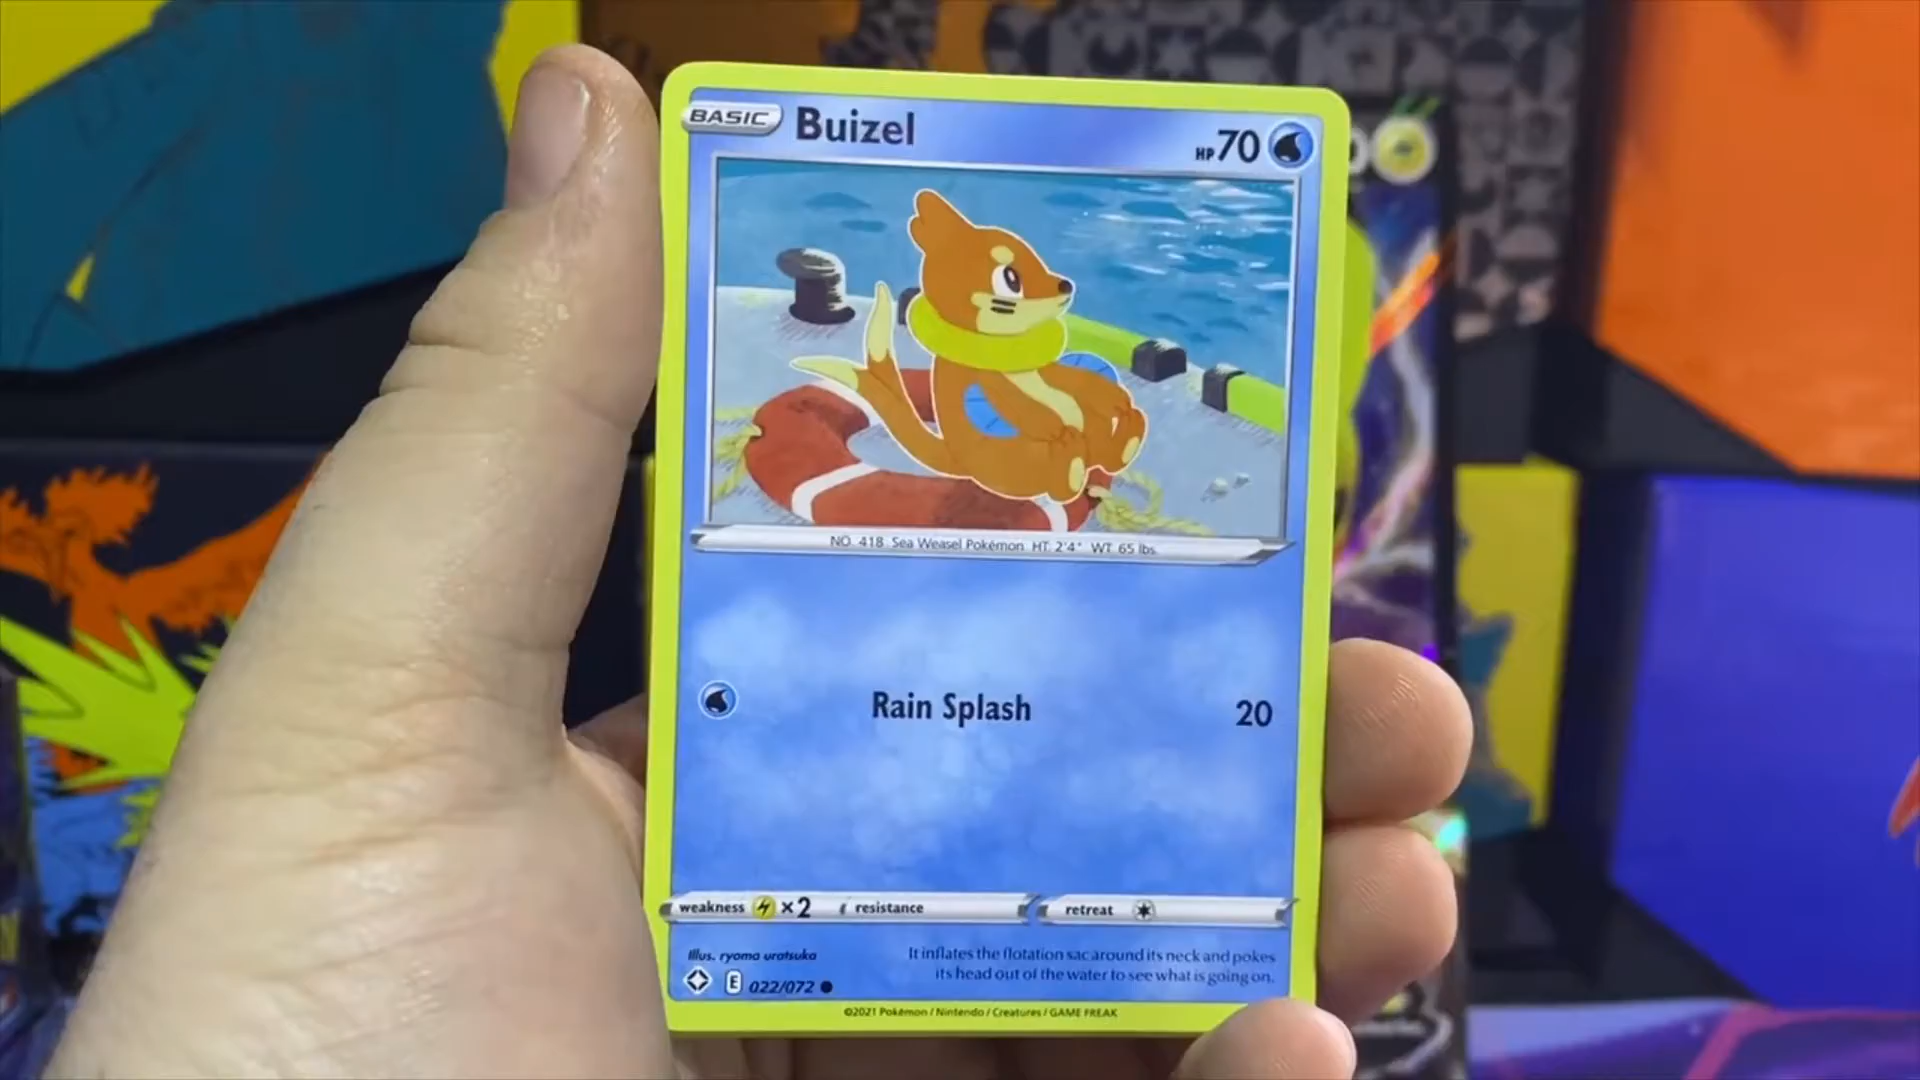 BASIC Buizel HP 70
NO. 418 Sea Weasel Pokémon HT: 2'4" WT: 65 lbs.
Rain Splash 20
weakness ×2 resistance retreat
Illus. ryoma uratsuka
It inflates the flotation sac around its neck and pokes
its head out of the water to see what is going on.
E 022/072
©2021 Pokémon / Nintendo / Creatures / GAME FREAK